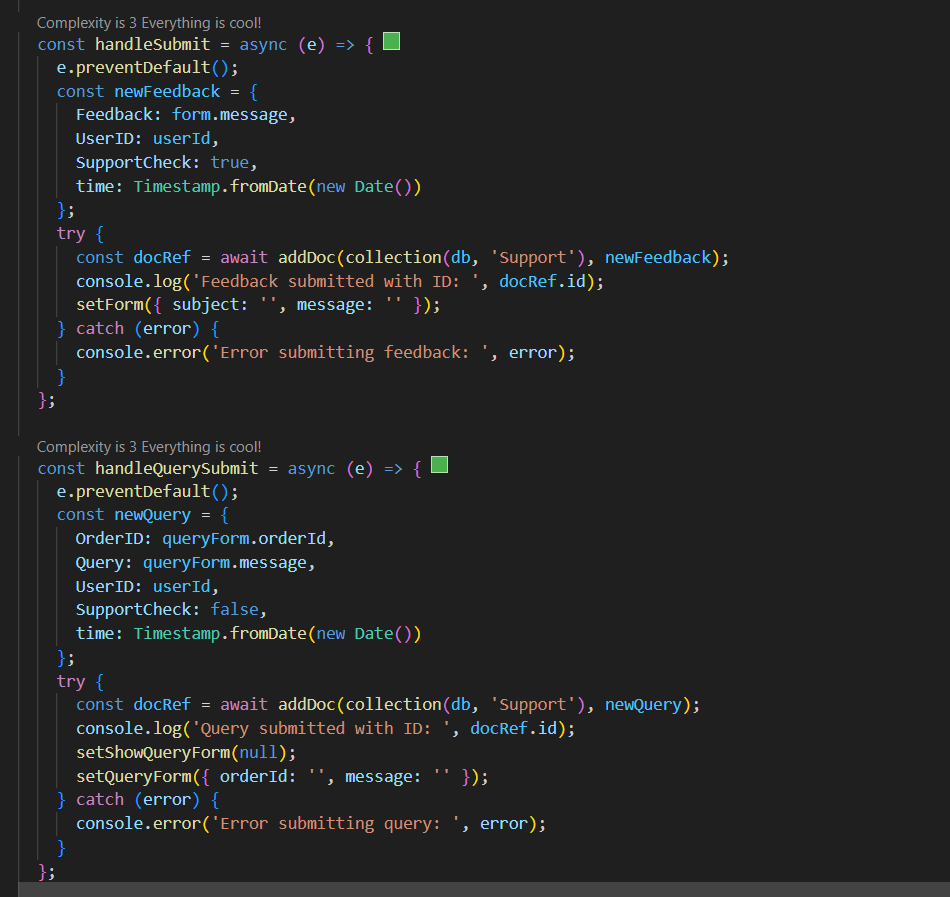 Complexity is 3 Everything is cool!
const handleSubmit = async (e) => {
e.preventDefault();
const newFeedback = {
Feedback: form.message,
UserID: userId,
SupportCheck: true,
time: Timestamp.fromDate(new Date())
};
try {
const docRef = await addDoc(collection(db, 'Support'), newFeedback);
console.log('Feedback submitted with ID: ', docRef.id);
setForm({ subject: '', message: '' });
} catch (error) {
console.error('Error submitting feedback: ', error);
}
};
Complexity is 3 Everything is cool!
const handleQuerySubmit = async (e) => {
e.preventDefault();
const newQuery = {
OrderID: queryForm.orderId,
Query: queryForm.message,
UserID: userId,
SupportCheck: false,
time: Timestamp.fromDate(new Date())
};
try {
const docRef = await addDoc(collection(db, 'Support'), newQuery);
console.log('Query submitted with ID: ', docRef.id);
setShowQueryForm(null);
setQueryForm({ orderId: '', message: '' });
} catch (error) {
console.error('Error submitting query: ', error);
}
};